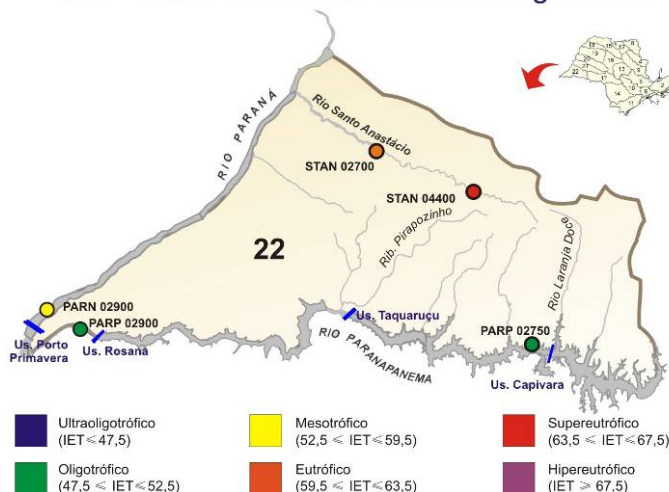 RIO PARANÁ
Rio Santo Anastácio
STAN 02700
STAN 04400
Rib. Pirapozinho
Rio Laranja Doce
22
PARN 02900
PARP 02900
Us. Porto
Primavera
Us. Rosana
Us. Taquaruçu
RIO PARANAPANEMA
PARP 02750
Us. Capivara
Ultraoligotrófico
(IET ≤ 47,5)
Mesotrófico
(52,5 < IET ≤ 59,5)
Supereutrófico
(63,5 < IET ≤ 67,5)
Oligotrófico
(47,5 < IET ≤ 52,5)
Eutrófico
(59,5 < IET ≤ 63,5)
Hipereutrófico
(IET > 67,5)